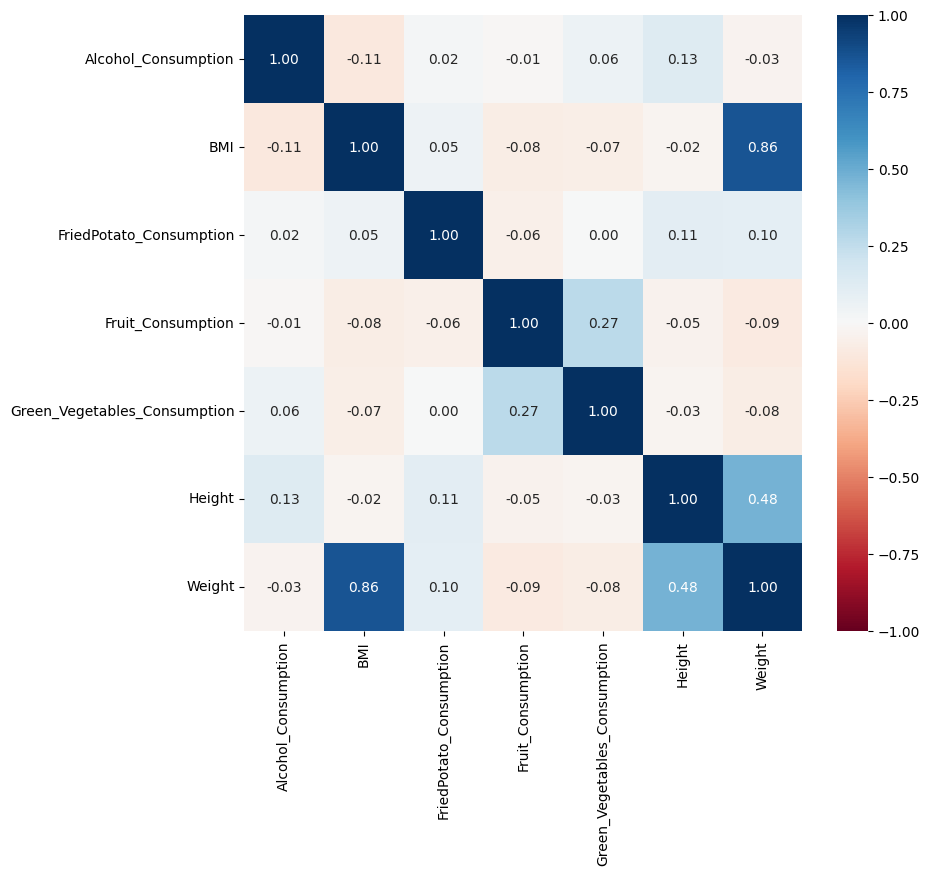 Alcohol_Consumption 1.00 -0.11 0.02 -0.01 0.06 0.13 -0.03
BMI -0.11 1.00 0.05 -0.08 -0.07 -0.02 0.86
FriedPotato_Consumption 0.02 0.05 1.00 -0.06 0.00 0.11 0.10
Fruit_Consumption -0.01 -0.08 -0.06 1.00 0.27 -0.05 -0.09
Green_Vegetables_Consumption 0.06 -0.07 0.00 0.27 1.00 -0.03 -0.08
Height 0.13 -0.02 0.11 -0.05 -0.03 1.00 0.48
Weight -0.03 0.86 0.10 -0.09 -0.08 0.48 1.00
Alcohol_Consumption
BMI
FriedPotato_Consumption
Fruit_Consumption
Green_Vegetables_Consumption
Height
Weight
1.00
0.75
0.50
0.25
0.00
−0.25
−0.50
−0.75
−1.00